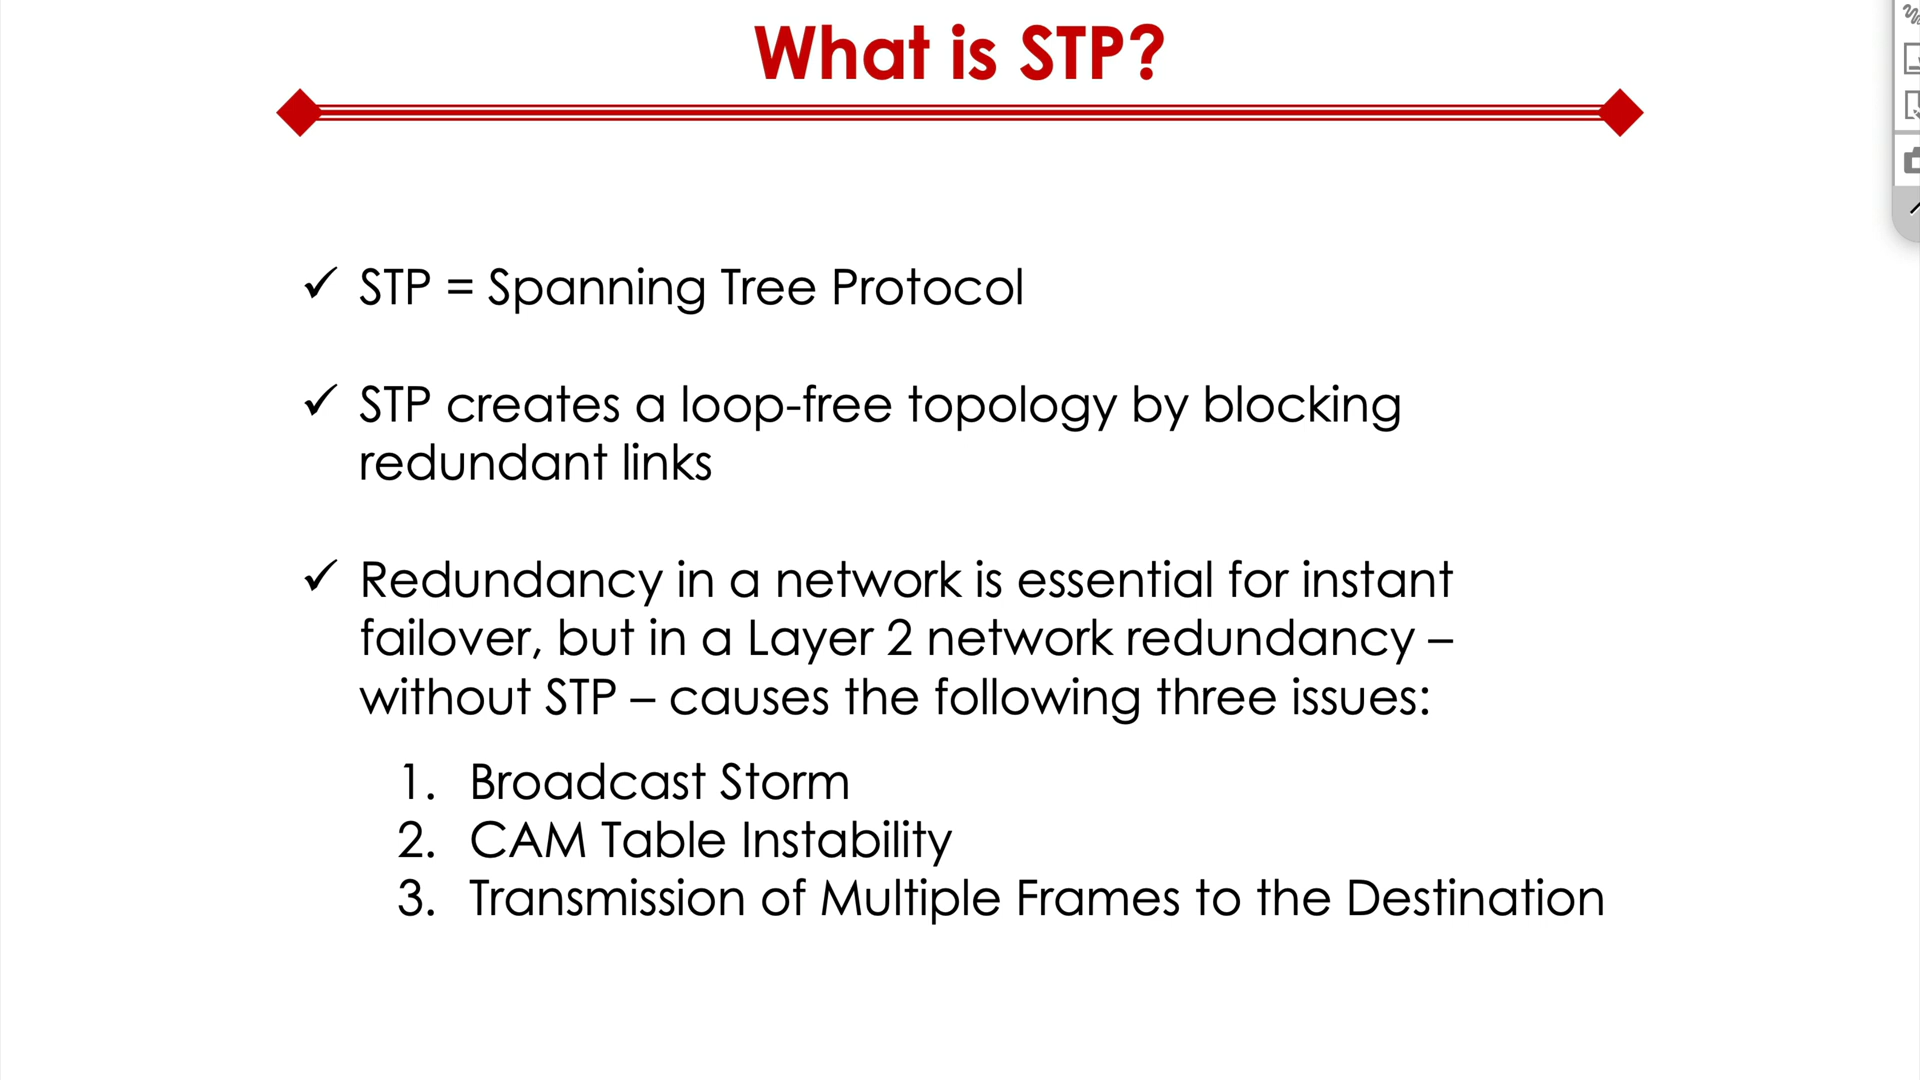 What is STP?
✓ STP = Spanning Tree Protocol
✓ STP creates a loop-free topology by blocking
redundant links
✓ Redundancy in a network is essential for instant
failover, but in a Layer 2 network redundancy –
without STP – causes the following three issues:
1. Broadcast Storm
2. CAM Table Instability
3. Transmission of Multiple Frames to the Destination